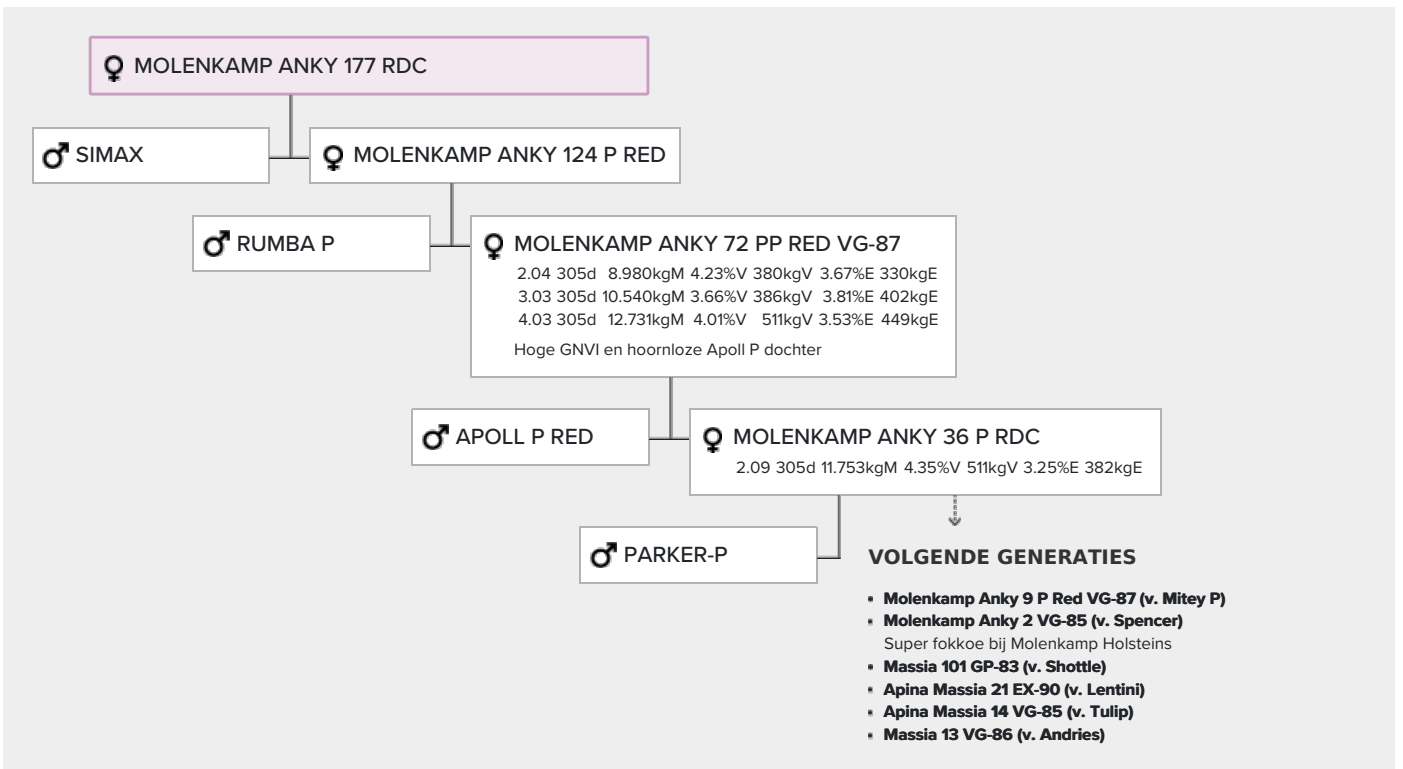 MOLENKAMP ANKY 177 RDC
SIMAX
MOLENKAMP ANKY 124 P RED
RUMBA P
MOLENKAMP ANKY 72 PP RED VG-87
2.04 305d 8.980kgM 4.23%V 380kgV 3.67%E 330kgE
3.03 305d 10.540kgM 3.66%V 386kgV 3.81%E 402kgE
4.03 305d 12.731kgM 4.01%V 511kgV 3.53%E 449kgE
Hoge GNVI en hoornloze Apoll P dochter
APOLL P RED
MOLENKAMP ANKY 36 P RDC
2.09 305d 11.753kgM 4.35%V 511kgV 3.25%E 382kgE
PARKER-P
VOLGENDE GENERATIES
• Molenkamp Anky 9 P Red VG-87 (v. Mitey P)
• Molenkamp Anky 2 VG-85 (v. Spencer)
Super fokkoe bij Molenkamp Holsteins
• Massia 101 GP-83 (v. Shottle)
• Apina Massia 21 EX-90 (v. Lentini)
• Apina Massia 14 VG-85 (v. Tulip)
• Massia 13 VG-86 (v. Andries)